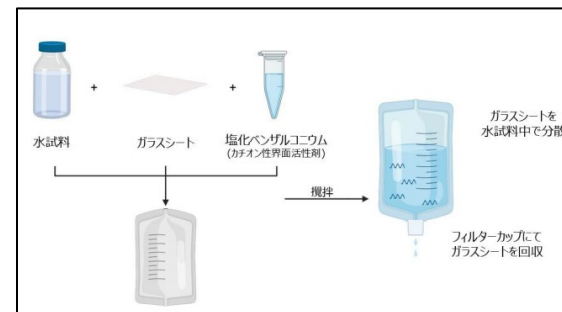 +
+
水試料
ガラスシート
塩化ベンザルコニウム
(カチオン性界面活性剤)
攪拌
ガラスシートを
水試料中で分散
フィルターカップにて
ガラスシートを回収